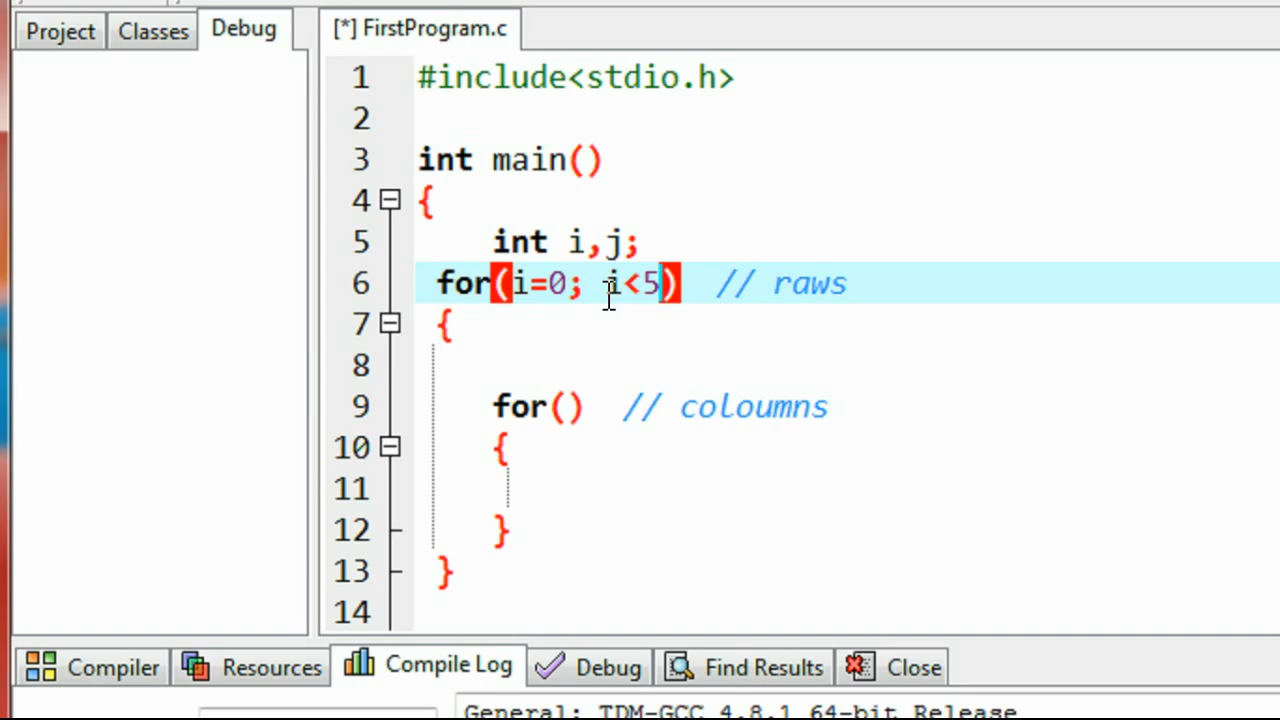 Project Classes Debug
[*] FirstProgram.c
1 #include<stdio.h>
2
3 int main()
4 {
5 int i,j;
6 for(i=0; i<5) // raws
7 {
8
9 for() // coloumns
10 {
11
12 }
13 }
14
Compiler Resources Compile Log Debug Find Results Close
General: TDM-GCC 4.8.1 64-bit Release